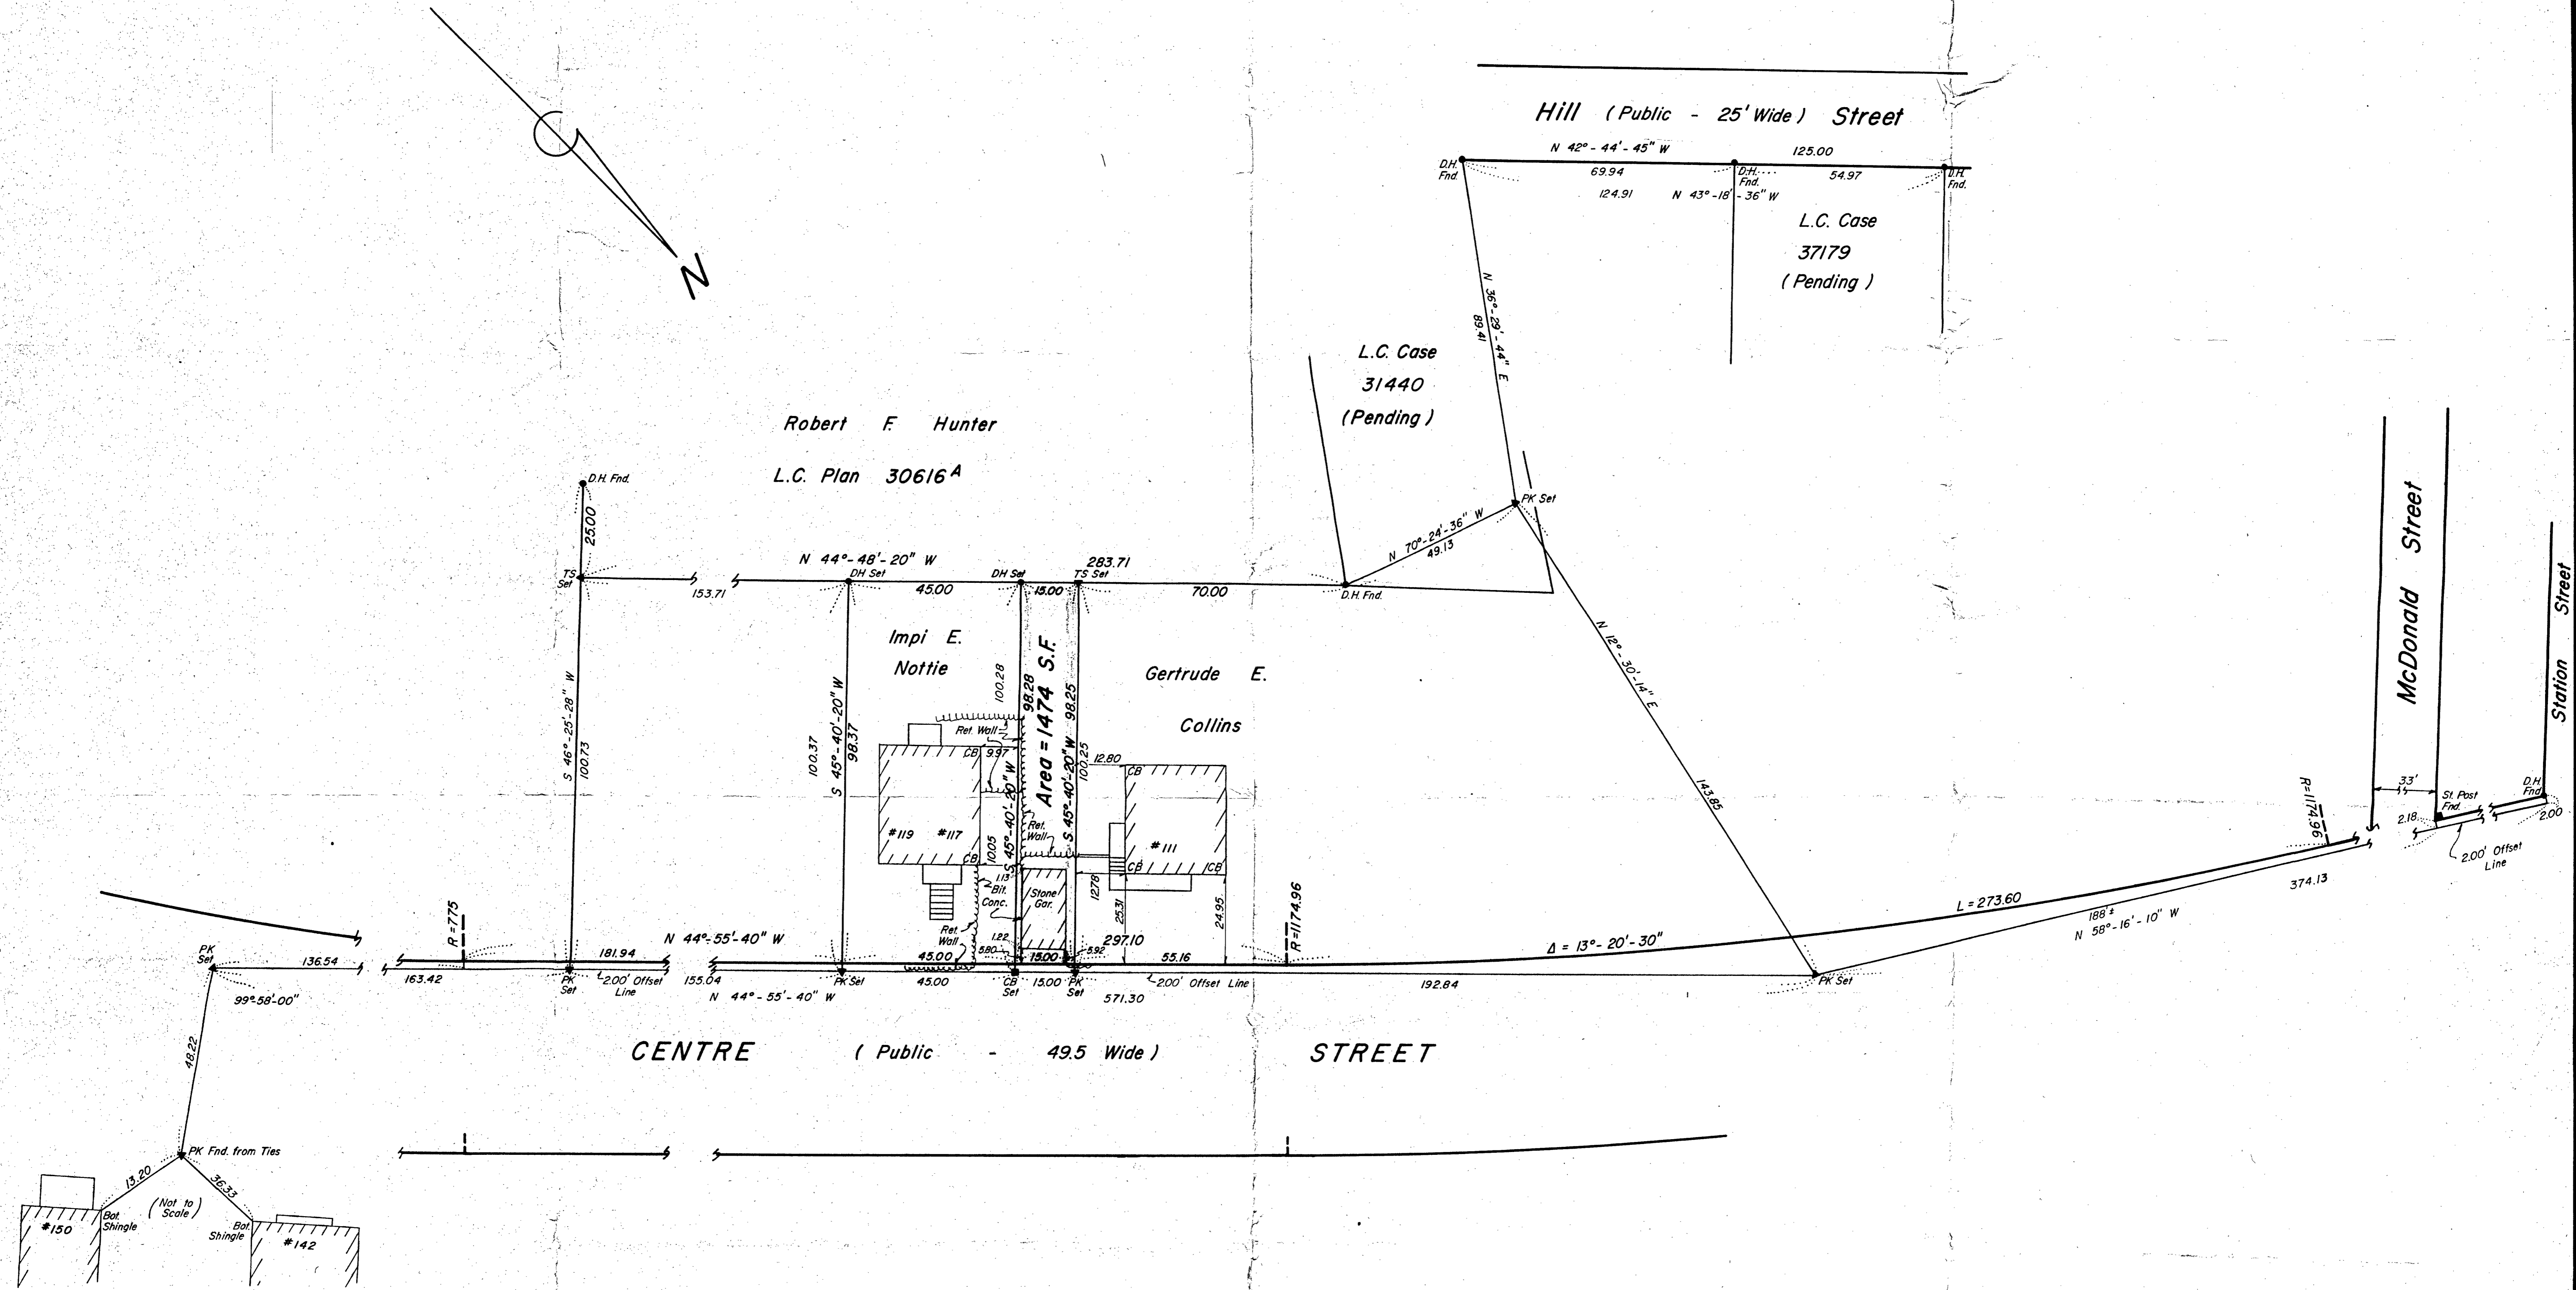 N
Hill ( Public - 25' Wide ) Street
N 42° - 44' - 45" W
125.00
D.H.
Fnd.
69.94
D.H.
Fnd.
54.97
D.H.
Fnd.
124.91 N 43° - 18' - 36" W
L.C. Case
37179
( Pending )
N 36° - 29' - 44" E
89.41
L.C. Case
31440
(Pending )
Robert F. Hunter
L.C. Plan 30616 A
D.H. Fnd.
25.00
PK Set
N 70° - 24' - 36" W
49.13
N 44° - 48' - 20" W
283.71
TS
Set
DH Set
DH Set
TS Set
153.71
45.00
15.00
70.00
D.H. Fnd.
Impi E.
Nottie
Gertrude E.
Collins
S 46° - 25' - 28" W
100.73
100.37
S 45° - 40' - 20" W
98.37
100.28
98.28
S 45° - 40' - 20" W
Area = 1474 S.F.
S 45° - 40' - 20" W 98.25
100.25
N 12° - 30' - 14" E
143.85
Ret. Wall
CB
9.97
12.80
CB
#119 #117
CB
10.05
Ret.
Wall
#111
CB
CB
1.13
Bit.
Conc.
Stone
Gar.
12.78
25.31
24.95
Ret.
Wall
1.22
5.80
5.92
McDonald Street
Station Street
33'
St. Post
Fnd.
D.H.
Fnd.
2.18
2.00
2.00' Offset
Line
R=1174.96
374.13
L = 273.60
188'±
N 58° - 16' - 10" W
Δ = 13° - 20' - 30"
R = 775
R = 1174.96
N 44° - 55' - 40" W
297.10
PK
Set
136.54
181.94
45.00
15.00
55.16
163.42
PK
Set
2.00' Offset
Line
155.04
PK Set
45.00
CB
Set
15.00
PK
Set
2.00' Offset Line
192.84
PK Set
99°58'-00"
N 44° - 55' - 40" W
571.30
48.22
CENTRE ( Public - 49.5 Wide ) STREET
PK Fnd. from Ties
13.20
36.33
(Not to
Scale)
Bot.
Shingle
Bot.
Shingle
#150
#142